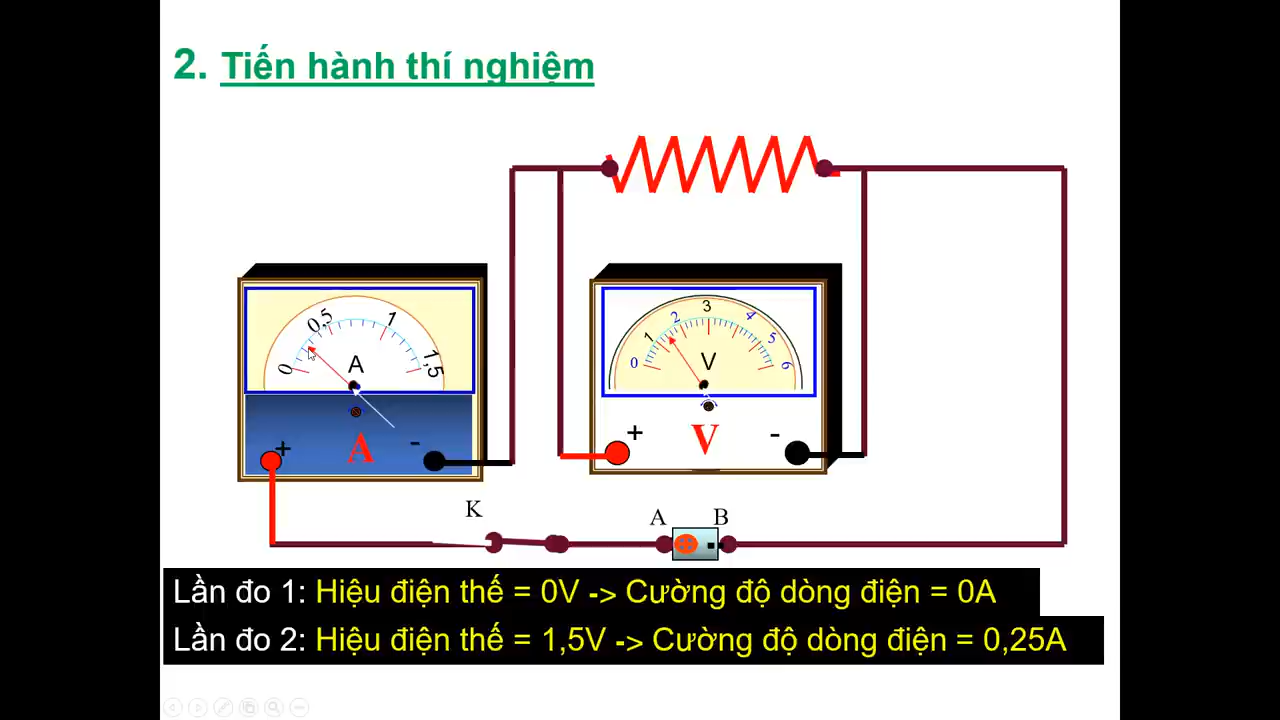 2. Tiến hành thí nghiệm
0 0,5 1 1,5
A
+ -
A
0 1 2 3 4 5 6
V
+ -
V
K
A B
Lần đo 1: Hiệu điện thế = 0V -> Cường độ dòng điện = 0A
Lần đo 2: Hiệu điện thế = 1,5V -> Cường độ dòng điện = 0,25A